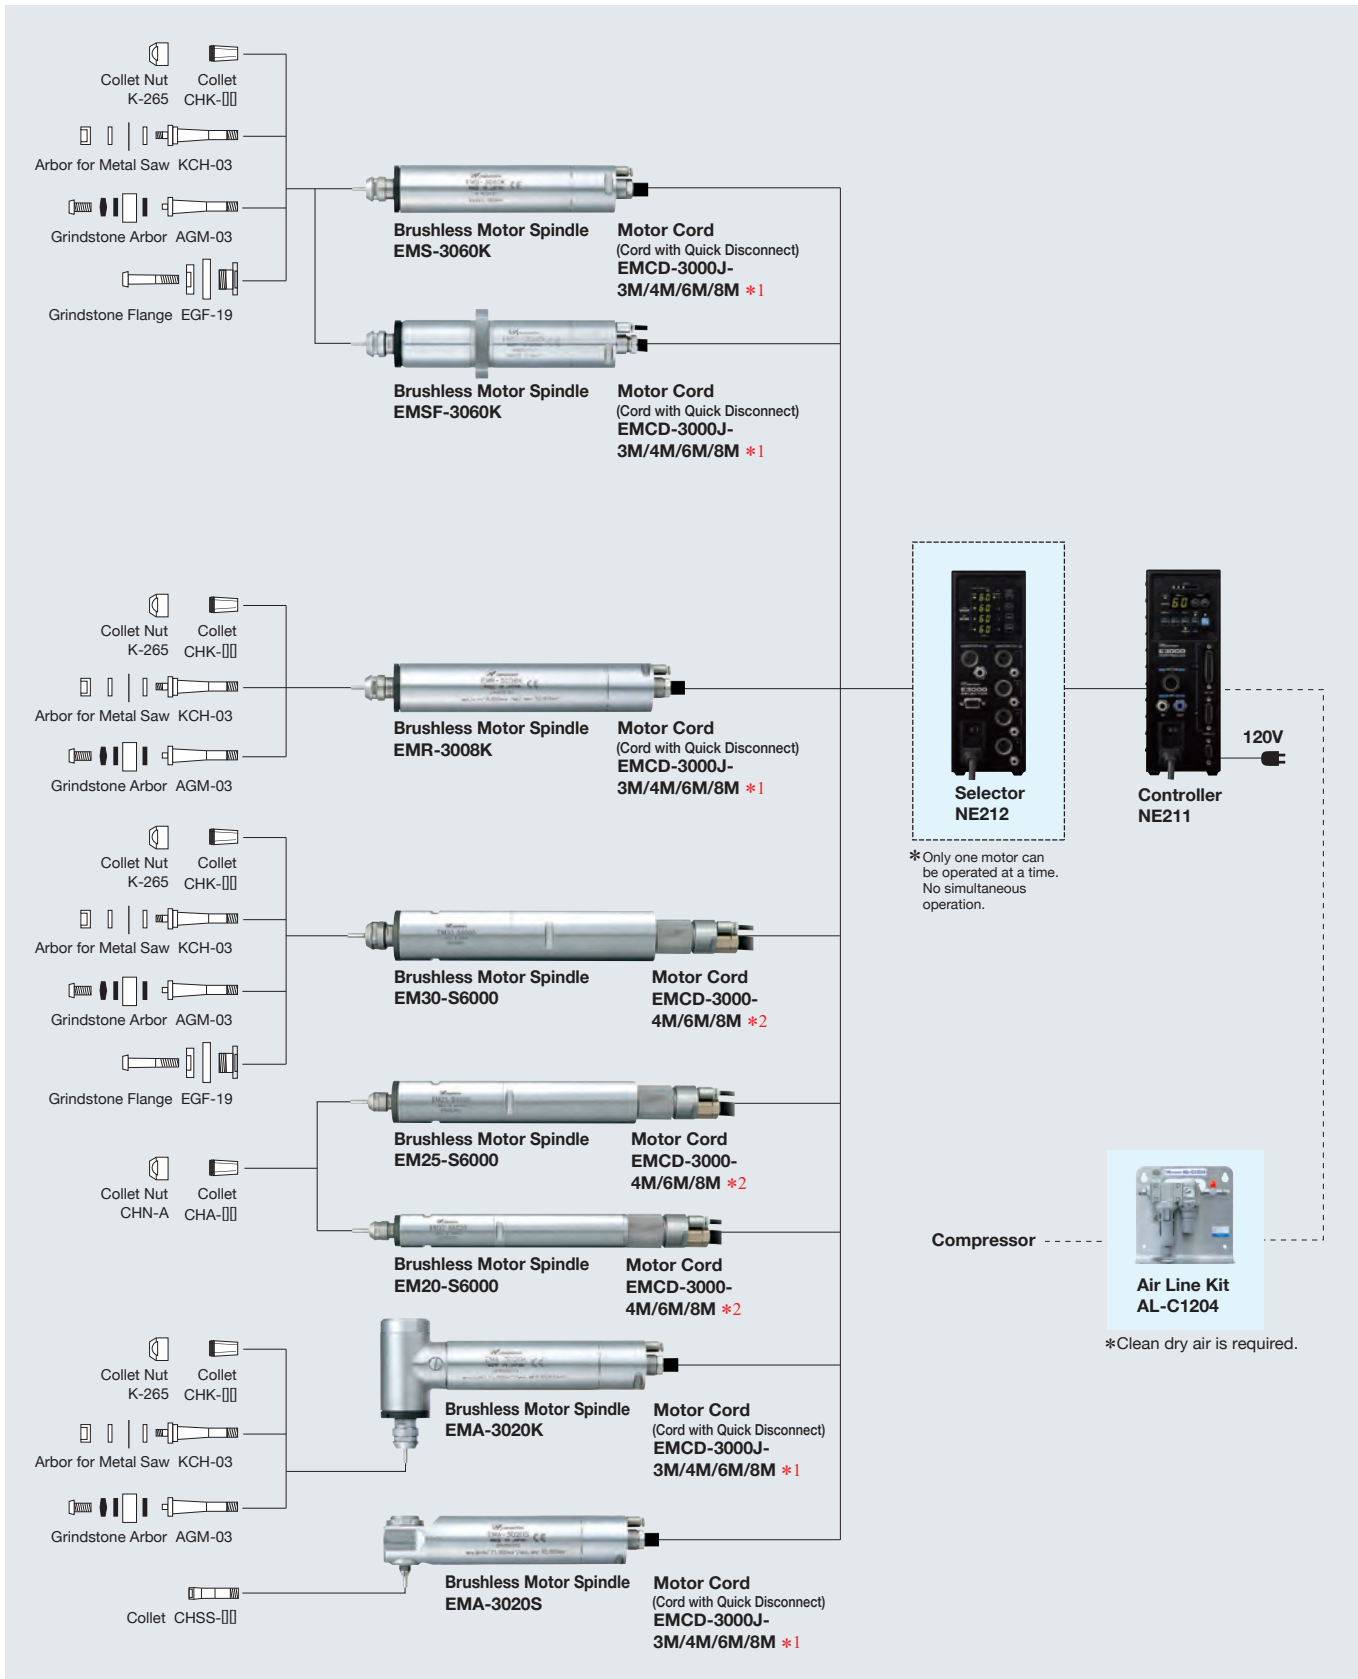 Collet Nut
K-265
Collet
CHK-[][]
Arbor for Metal Saw KCH-03
Grindstone Arbor AGM-03
Grindstone Flange EGF-19
Brushless Motor Spindle
EMS-3060K
Motor Cord
(Cord with Quick Disconnect)
EMCD-3000J-
3M/4M/6M/8M *1
Brushless Motor Spindle
EMSF-3060K
Motor Cord
(Cord with Quick Disconnect)
EMCD-3000J-
3M/4M/6M/8M *1
Collet Nut
K-265
Collet
CHK-[][]
Arbor for Metal Saw KCH-03
Grindstone Arbor AGM-03
Brushless Motor Spindle
EMR-3008K
Motor Cord
(Cord with Quick Disconnect)
EMCD-3000J-
3M/4M/6M/8M *1
E3000
Selector
NE212
*Only one motor can
be operated at a time.
No simultaneous
operation.
60
E3000
120V
Controller
NE211
Collet Nut
K-265
Collet
CHK-[][]
Arbor for Metal Saw KCH-03
Grindstone Arbor AGM-03
Grindstone Flange EGF-19
Brushless Motor Spindle
EM30-S6000
Motor Cord
EMCD-3000-
4M/6M/8M *2
Collet Nut
CHN-A
Collet
CHA-[][]
Brushless Motor Spindle
EM25-S6000
Motor Cord
EMCD-3000-
4M/6M/8M *2
Brushless Motor Spindle
EM20-S6000
Motor Cord
EMCD-3000-
4M/6M/8M *2
Compressor
Air Line Kit
AL-C1204
*Clean dry air is required.
Collet Nut
K-265
Collet
CHK-[][]
Arbor for Metal Saw KCH-03
Grindstone Arbor AGM-03
Brushless Motor Spindle
EMA-3020K
Motor Cord
(Cord with Quick Disconnect)
EMCD-3000J-
3M/4M/6M/8M *1
Collet CHSS-[][]
Brushless Motor Spindle
EMA-3020S
Motor Cord
(Cord with Quick Disconnect)
EMCD-3000J-
3M/4M/6M/8M *1